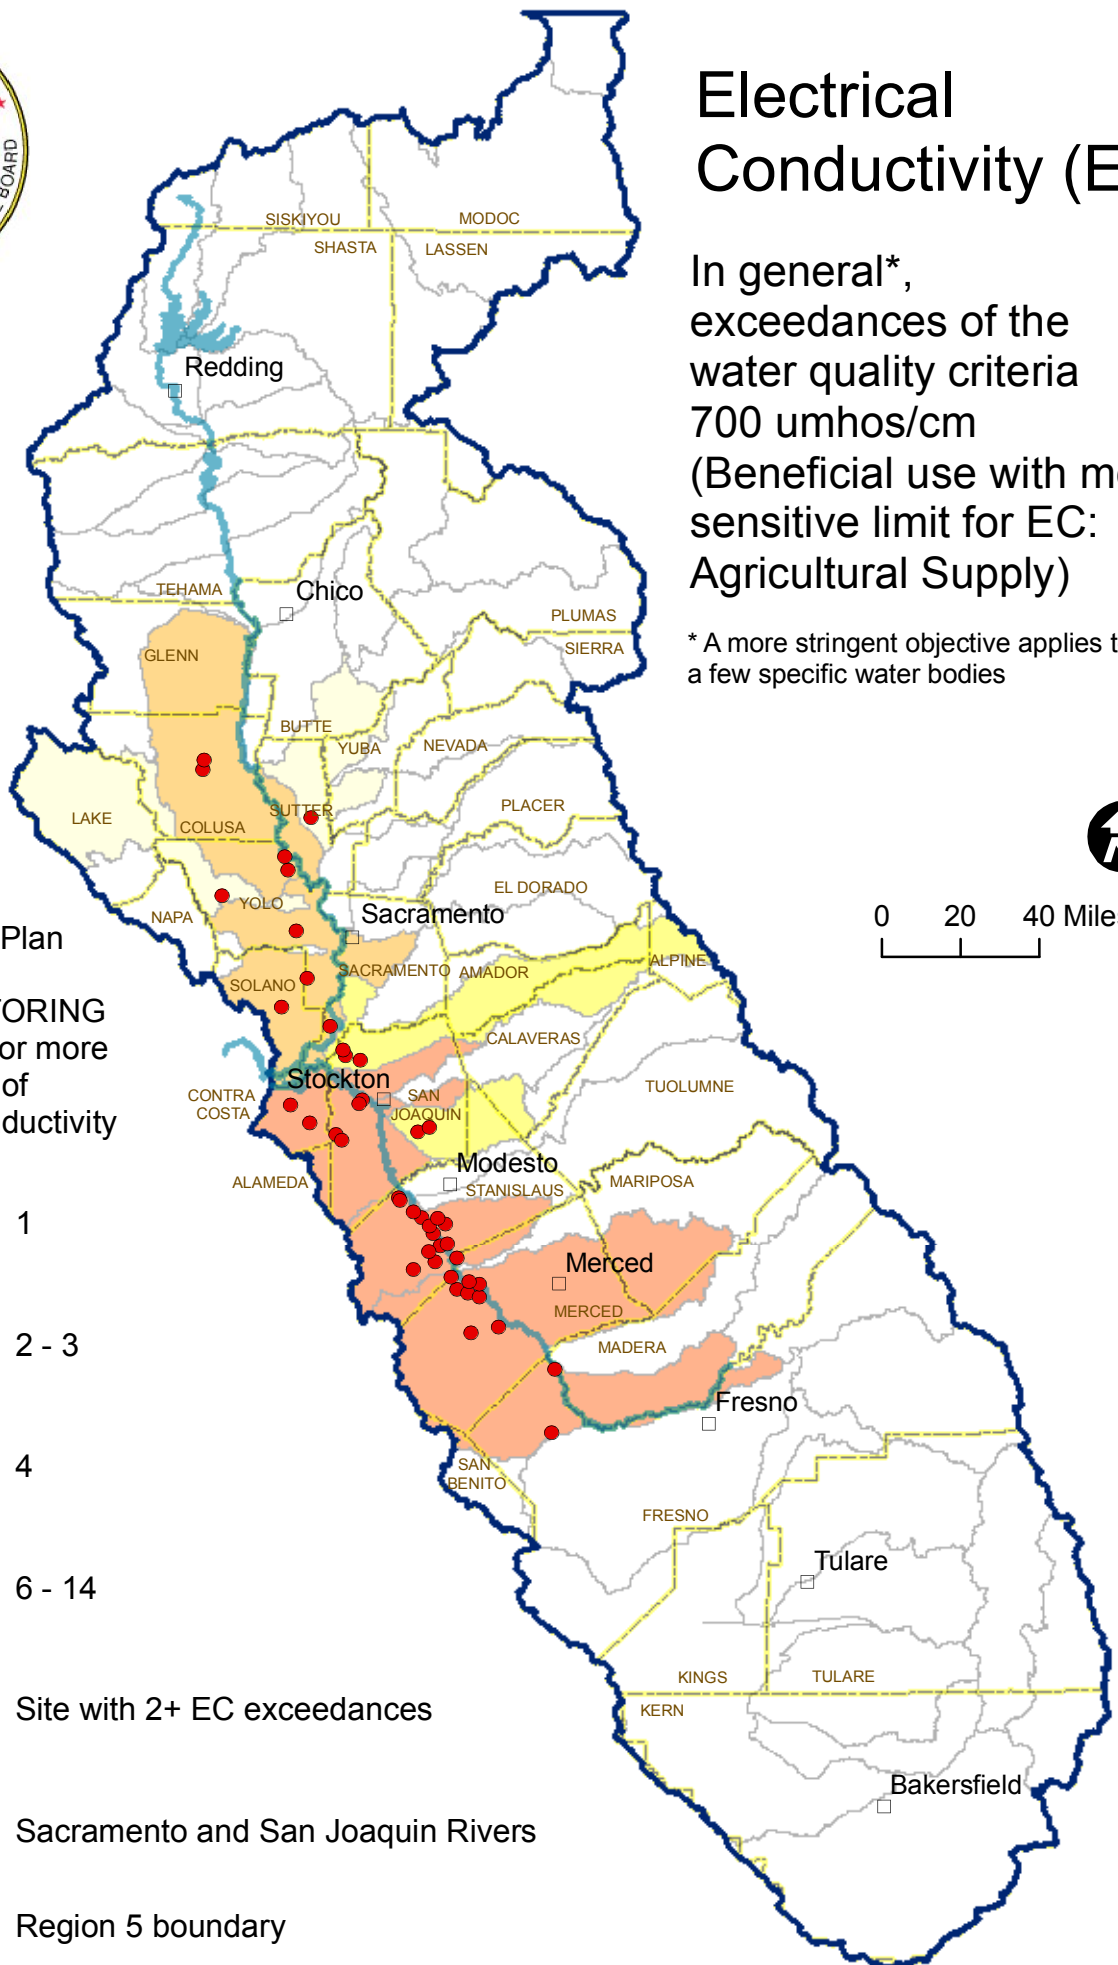 BOARD
Electrical
Conductivity (E
In general*,
exceedances of the
water quality criteria
700 umhos/cm
(Beneficial use with m
sensitive limit for EC:
Agricultural Supply)
* A more stringent objective applies t
a few specific water bodies
0 20 40 Mile
SISKIYOU
MODOC
SHASTA
LASSEN
Redding
TEHAMA
Chico
PLUMAS
SIERRA
GLENN
BUTTE
YUBA
NEVADA
LAKE
COLUSA
SUTTER
PLACER
EL DORADO
NAPA
YOLO
Sacramento
SACRAMENTO
AMADOR
ALPINE
SOLANO
CALAVERAS
CONTRA
COSTA
Stockton
SAN
JOAQUIN
TUOLUMNE
ALAMEDA
Modesto
STANISLAUS
MARIPOSA
Merced
MERCED
MADERA
Fresno
SAN
BENITO
FRESNO
Tulare
KINGS
TULARE
KERN
Bakersfield
Plan
ORING
or more
of
ductivity
1
2 - 3
4
6 - 14
Site with 2+ EC exceedances
Sacramento and San Joaquin Rivers
Region 5 boundary